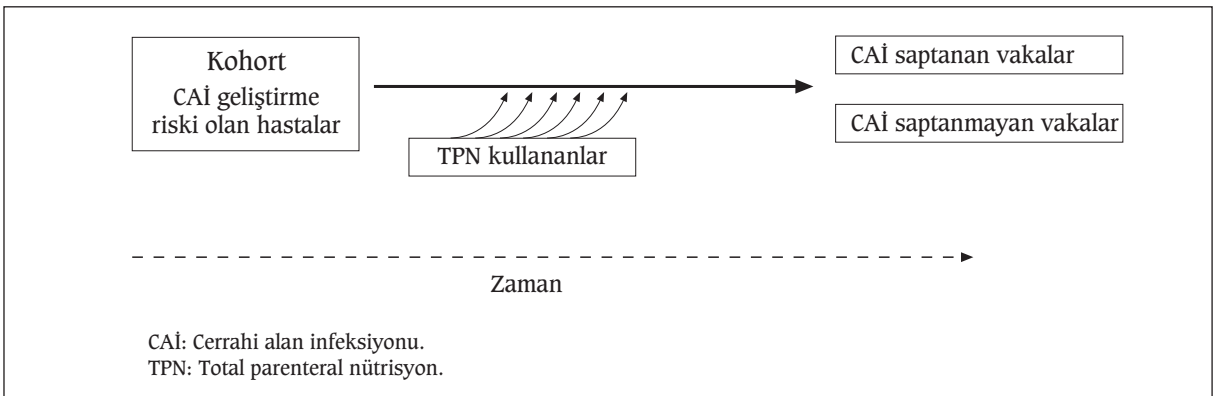 Kohort
CAİ geliştirme
riski olan hastalar
TPN kullananlar
CAİ saptanan vakalar
CAİ saptanmayan vakalar
Zaman
CAİ: Cerrahi alan infeksiyonu.
TPN: Total parenteral nütrisyon.